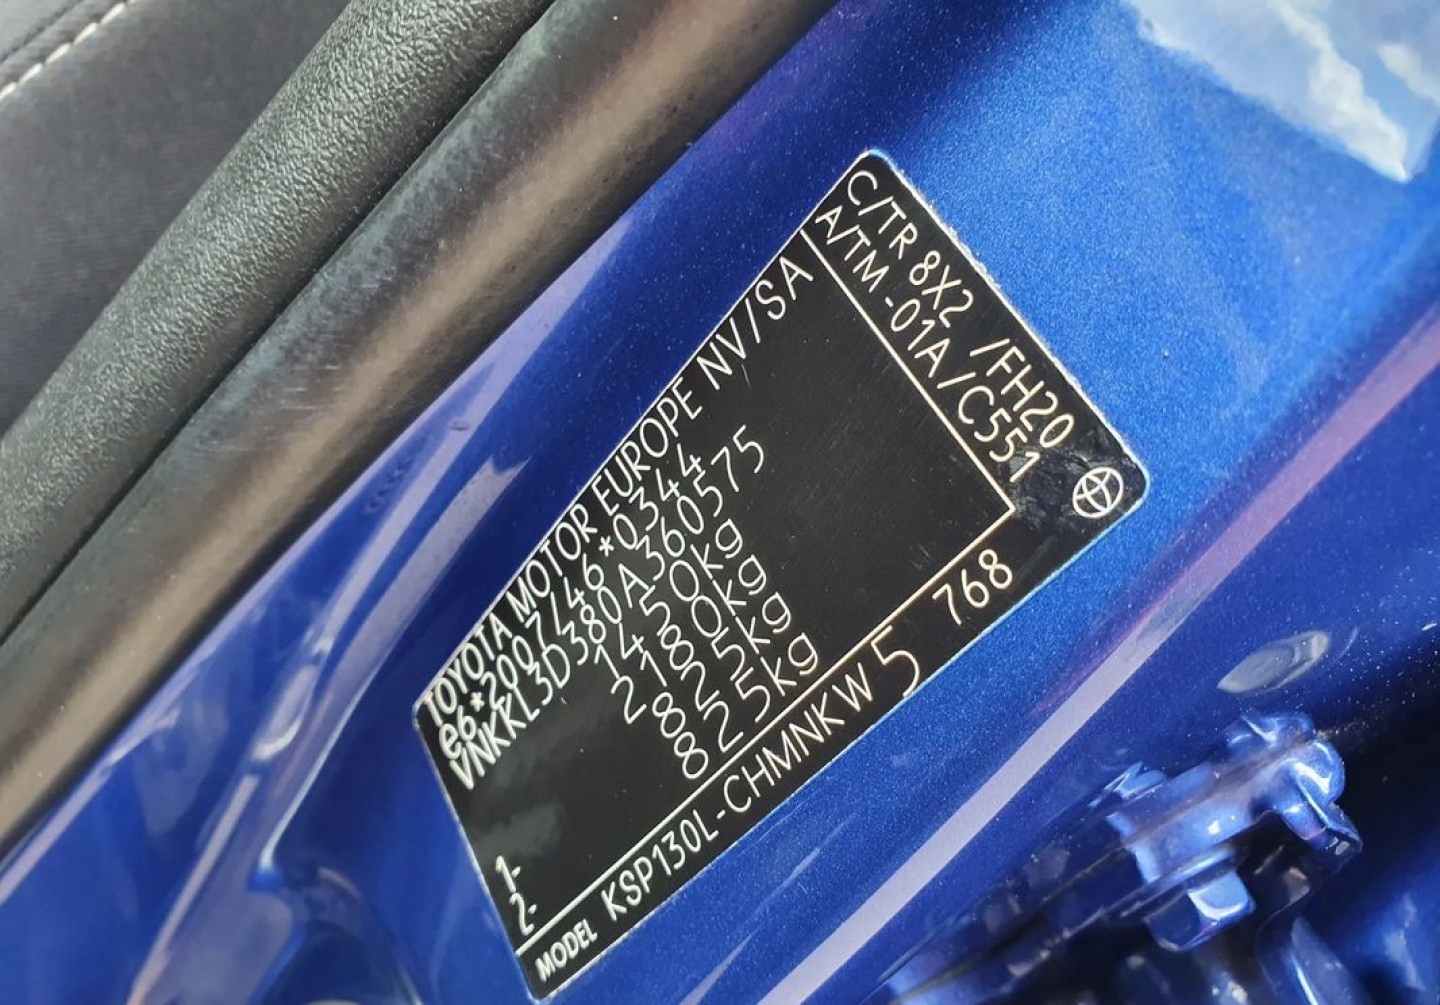 TOYOTA MOTOR EUROPE NV/SA
e6*2007/46*0344
VNKKL3D380A360575
1450kg
2180kg
1- 825kg
2- 825kg
C/TR 8X2 /FH20
A/TM -01A/C551
MODEL KSP130L-CHMNKW 5 768